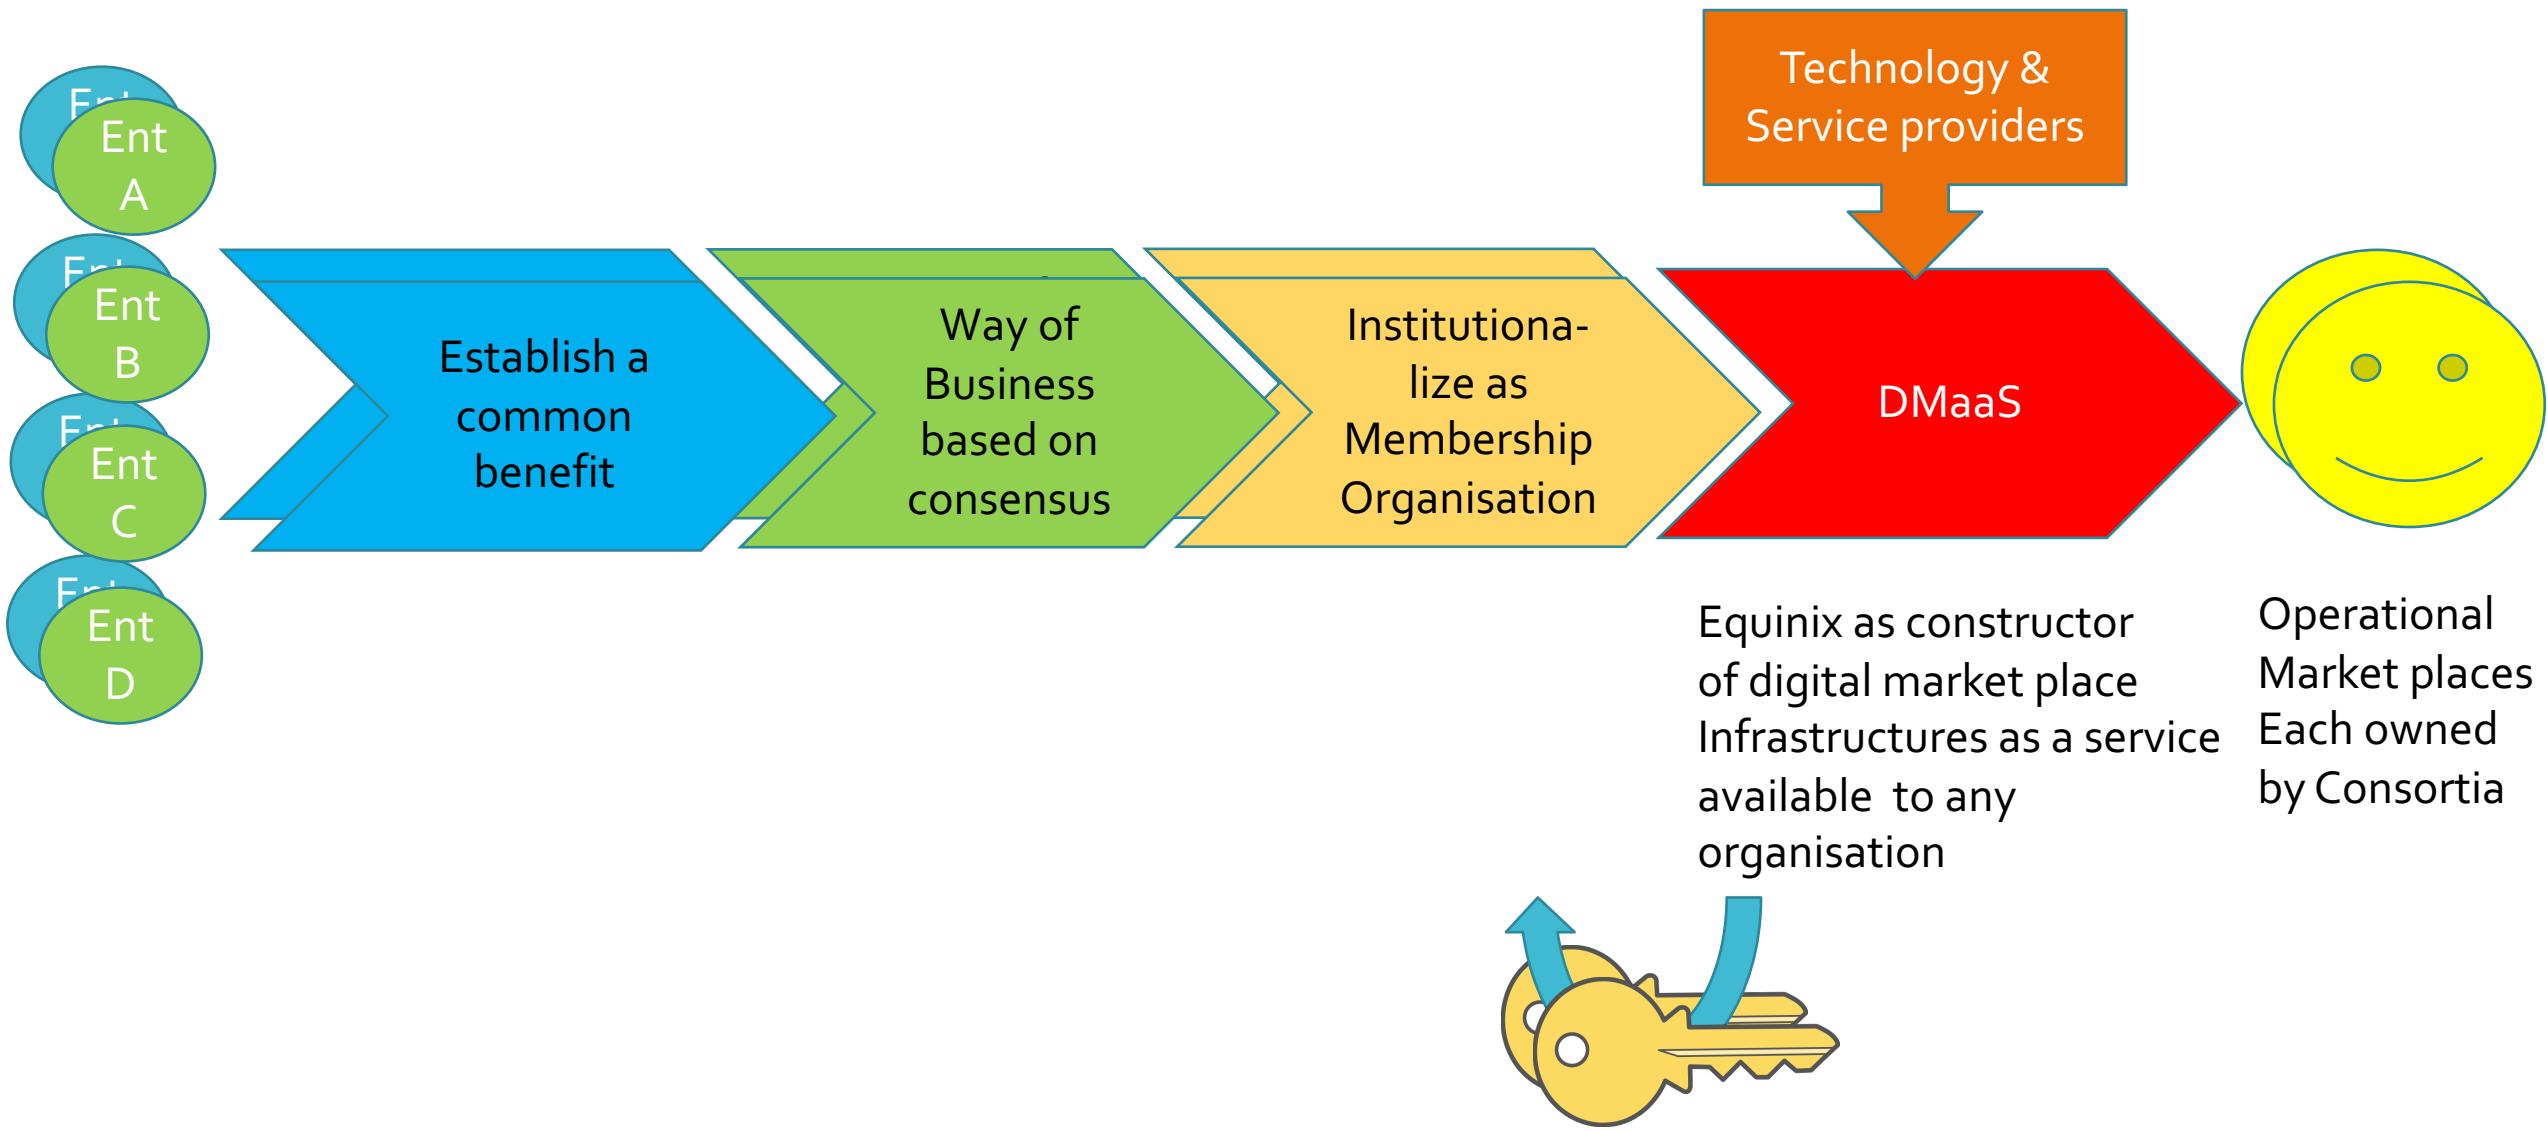 Technology &
Service providers
Ent
A
Ent
B
Ent
C
Ent
D
Establish a
common
benefit
Way of
Business
based on
consensus
Institutiona-
lize as
Membership
Organisation
DMaaS
Equinix as constructor
of digital market place
Infrastructures as a service
available  to any
organisation
Operational
Market places
Each owned
by Consortia